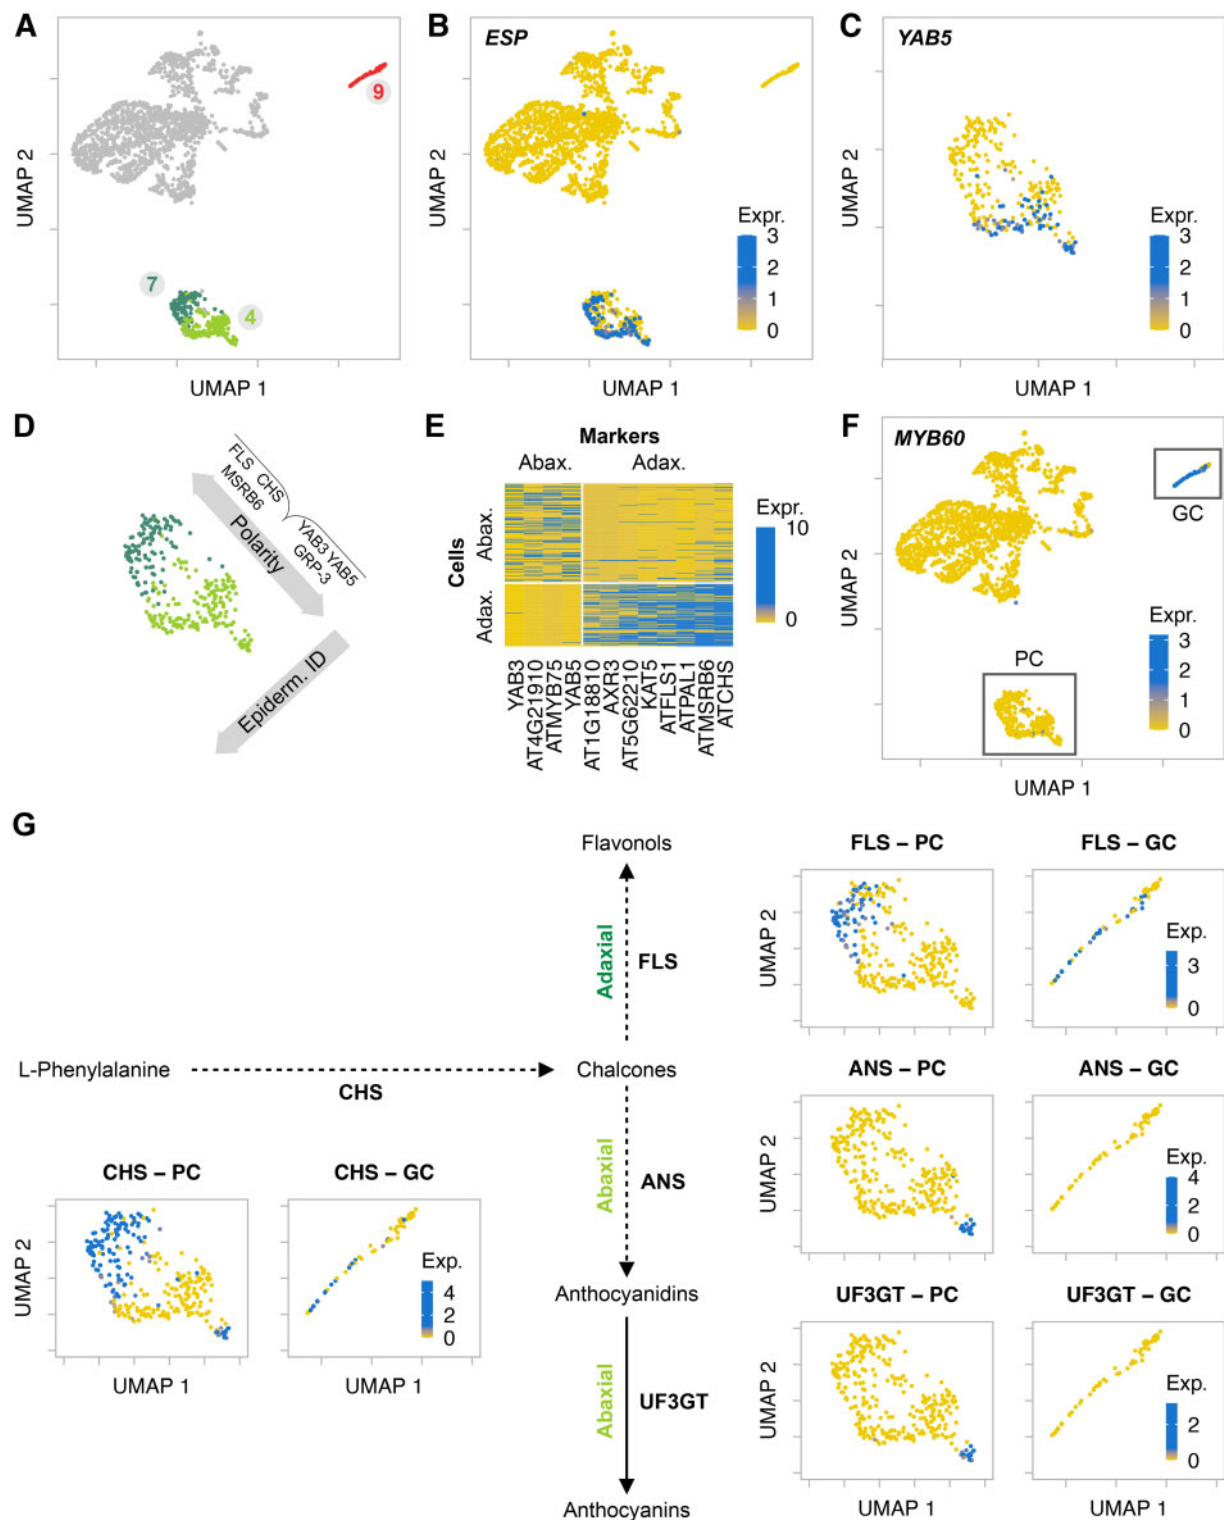 A
B
C
ESP
YAB5
9
7
4
UMAP 2
UMAP 1
Expr.
3
2
1
0
UMAP 1
UMAP 2
Expr.
3
2
1
0
UMAP 1
D
E
F
FLS CHS
MSRB6
YAB3 YAB5
GRP-3
Polarity
Epiderm. ID
Markers
Abax.
Adax.
Cells
Abax.
Adax.
Expr.
10
0
YAB3
AT4G21910
ATMYB75
YAB5
AT1G18810
AXR3
AT5G62210
KAT5
ATFLS1
ATPAL1
ATMSRB6
ATCHS
MYB60
GC
PC
UMAP 2
Expr.
3
2
1
0
UMAP 1
G
Flavonols
Adaxial
FLS
L-Phenylalanine
CHS
Chalcones
Abaxial
ANS
Anthocyanidins
Abaxial
UF3GT
Anthocyanins
CHS – PC
CHS – GC
UMAP 2
Exp.
4
2
0
UMAP 1
UMAP 1
FLS – PC
FLS – GC
UMAP 2
Exp.
3
0
ANS – PC
ANS – GC
UMAP 2
Exp.
4
2
0
UF3GT – PC
UF3GT – GC
UMAP 2
Exp.
2
0
UMAP 1
UMAP 1